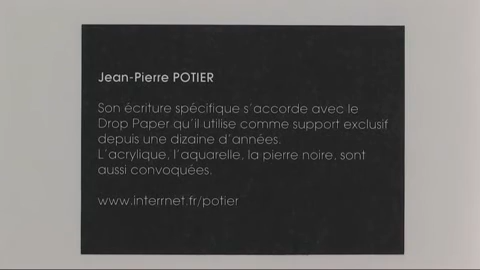 Jean-Pierre POTIER
Son écriture spécifique s'accorde avec le
Drop Paper qu'il utilise comme support exclusif
depuis une dizaine d'années.
L'acrylique, l'aquarelle, la pierre noire, sont
aussi convoquées.
www.interrnet.fr/potier